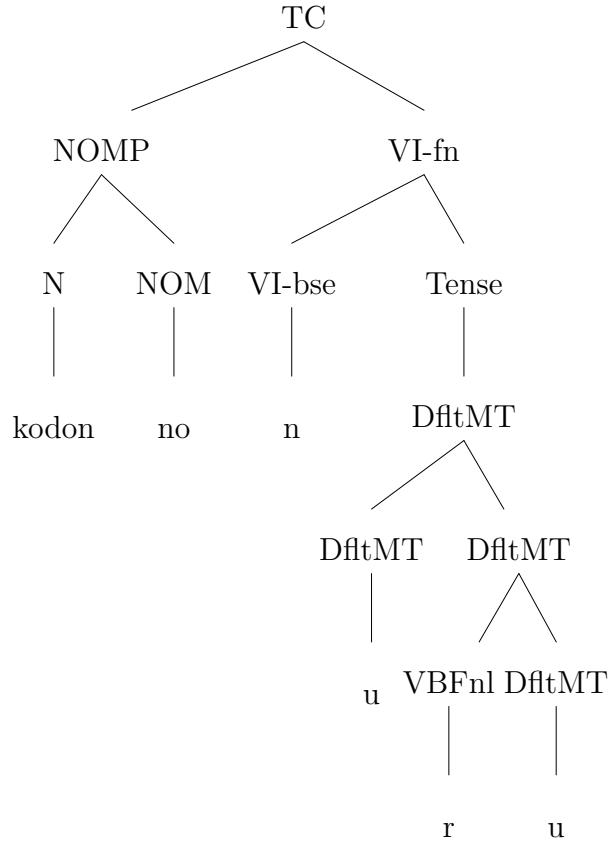 TC
NOMP VI-fn
N NOM VI-bse Tense
kodon no n DfltMT
DfltMT DfltMT
u VBFnl DfltMT
r u